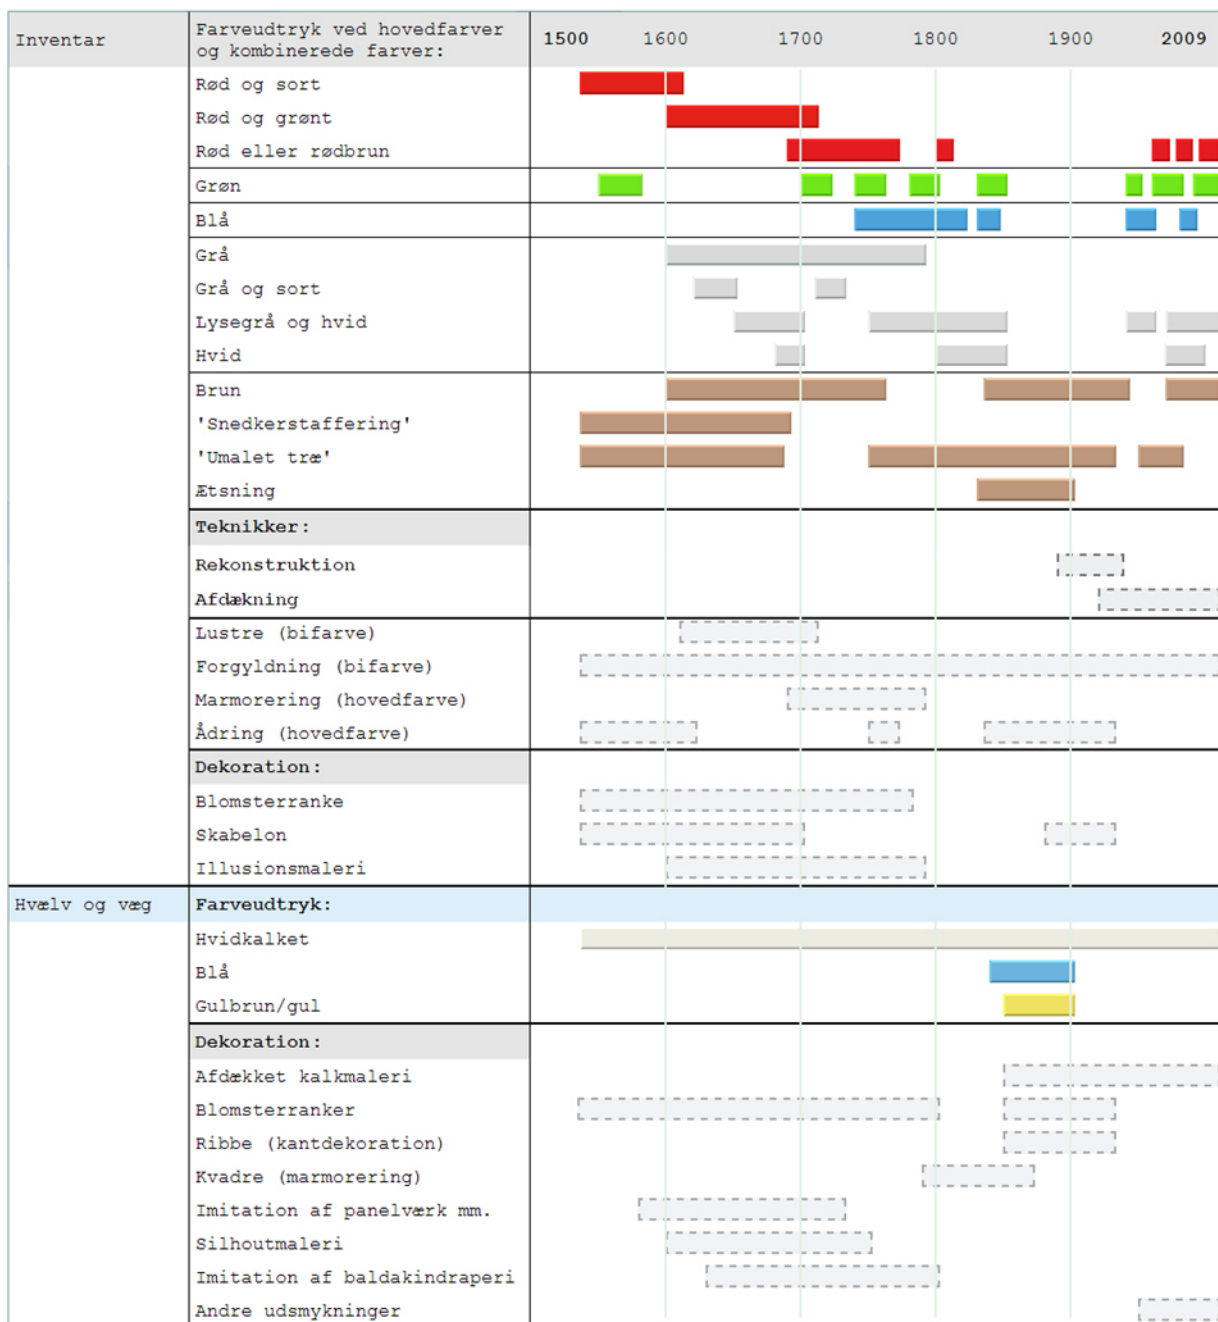 Inventar
Farveudtryk ved hovedfarver
og kombinerede farver:
1500 1600 1700 1800 1900 2009
Rød og sort
Rød og grønt
Rød eller rødbrun
Grøn
Blå
Grå
Grå og sort
Lysegrå og hvid
Hvid
Brun
'Snedkerstaffering'
'Umalet træ'
Ætsning
Teknikker:
Rekonstruktion
Afdækning
Lustre (bifarve)
Forgyldning (bifarve)
Marmorering (hovedfarve)
Ådring (hovedfarve)
Dekoration:
Blomsterranke
Skabelon
Illusionsmaleri
Hvælv og væg
Farveudtryk:
Hvidkalket
Blå
Gulbrun/gul
Dekoration:
Afdækket kalkmaleri
Blomsterranker
Ribbe (kantdekoration)
Kvadre (marmorering)
Imitation af panelværk mm.
Silhoutmaleri
Imitation af baldakindraperi
Andre udsmykninger